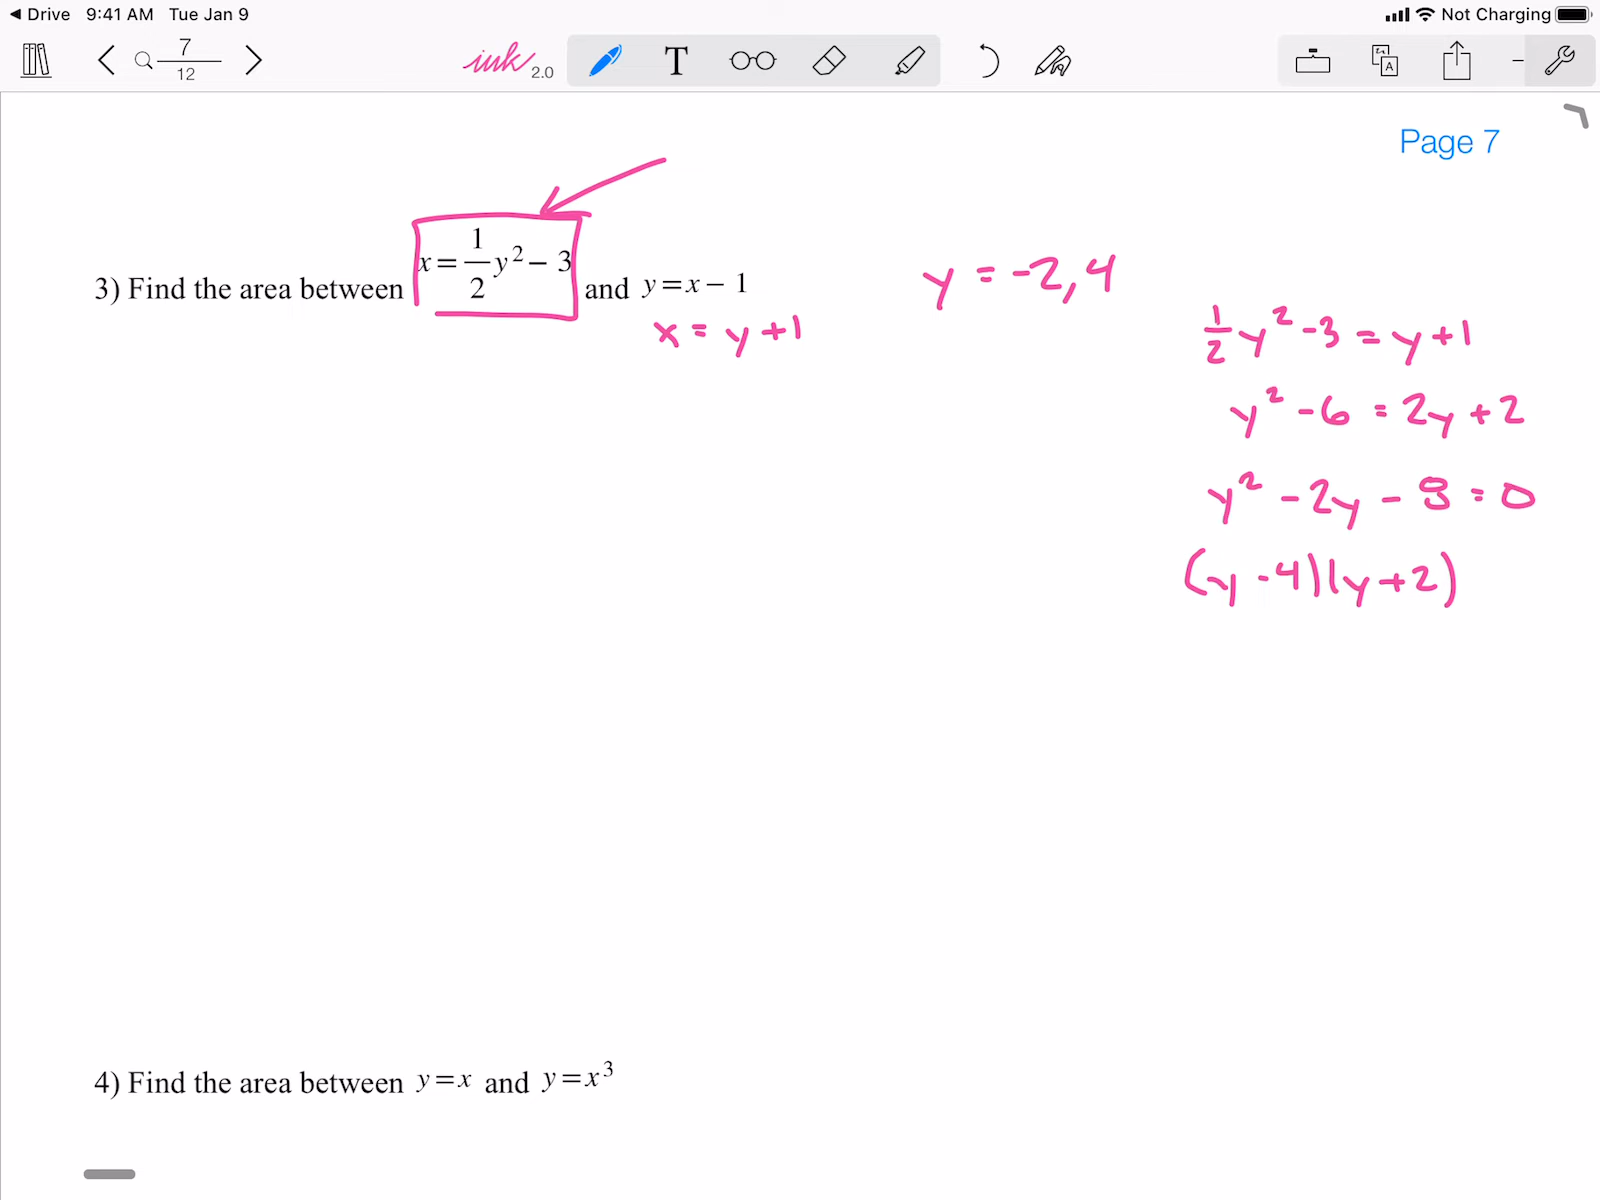 ◀ Drive 9:41 AM Tue Jan 9 Not Charging
7
12
ink 2.0 T A
Page 7
3) Find the area between x = 1/2 y² − 3 and y = x − 1
x = y + 1
y = -2, 4
1/2 y² - 3 = y + 1
y² - 6 = 2y + 2
y² - 2y - 8 = 0
(y - 4)(y + 2)
4) Find the area between y = x and y = x³